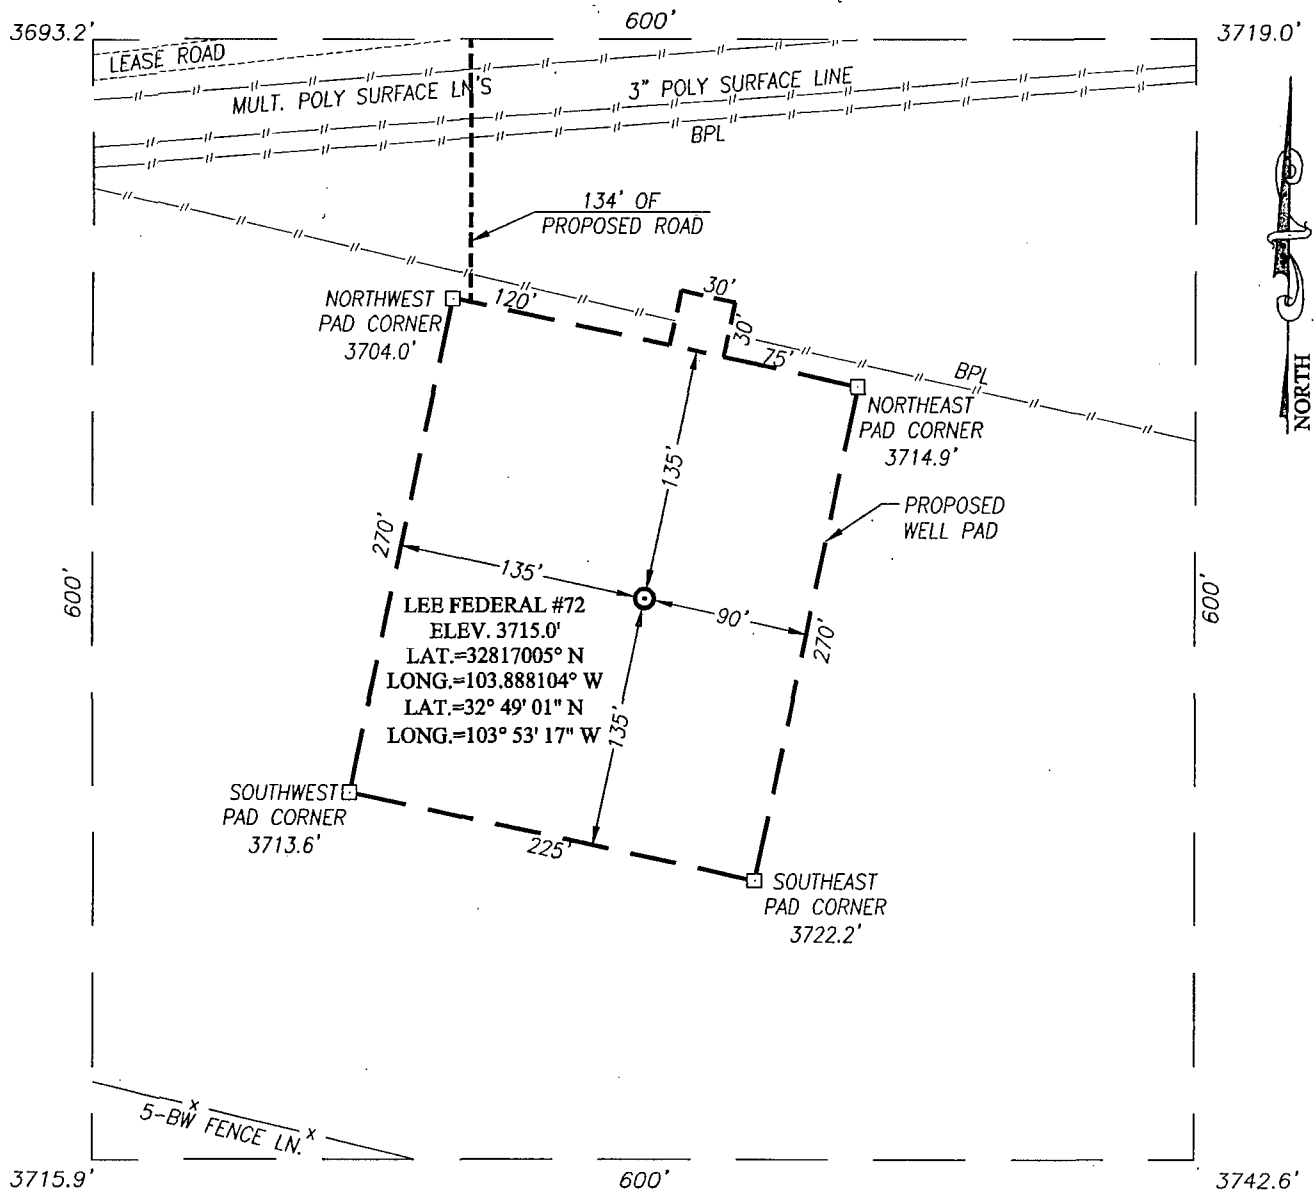 3693.2'
600'
3719.0'
LEASE ROAD
MULT. POLY SURFACE LN'S
3" POLY SURFACE LINE
BPL
134' OF
PROPOSED ROAD
NORTH
NORTHWEST
PAD CORNER
3704.0'
120'
30'
30'
75'
BPL
NORTHEAST
PAD CORNER
3714.9'
135'
PROPOSED
WELL PAD
270'
135'
90'
270'
600'
600'
LEE FEDERAL #72
ELEV. 3715.0'
LAT.=32817005° N
LONG.=103.888104° W
LAT.=32° 49' 01" N
LONG.=103° 53' 17" W
135'
SOUTHWEST
PAD CORNER
3713.6'
225'
SOUTHEAST
PAD CORNER
3722.2'
5-BW FENCE LN.
3715.9'
600'
3742.6'